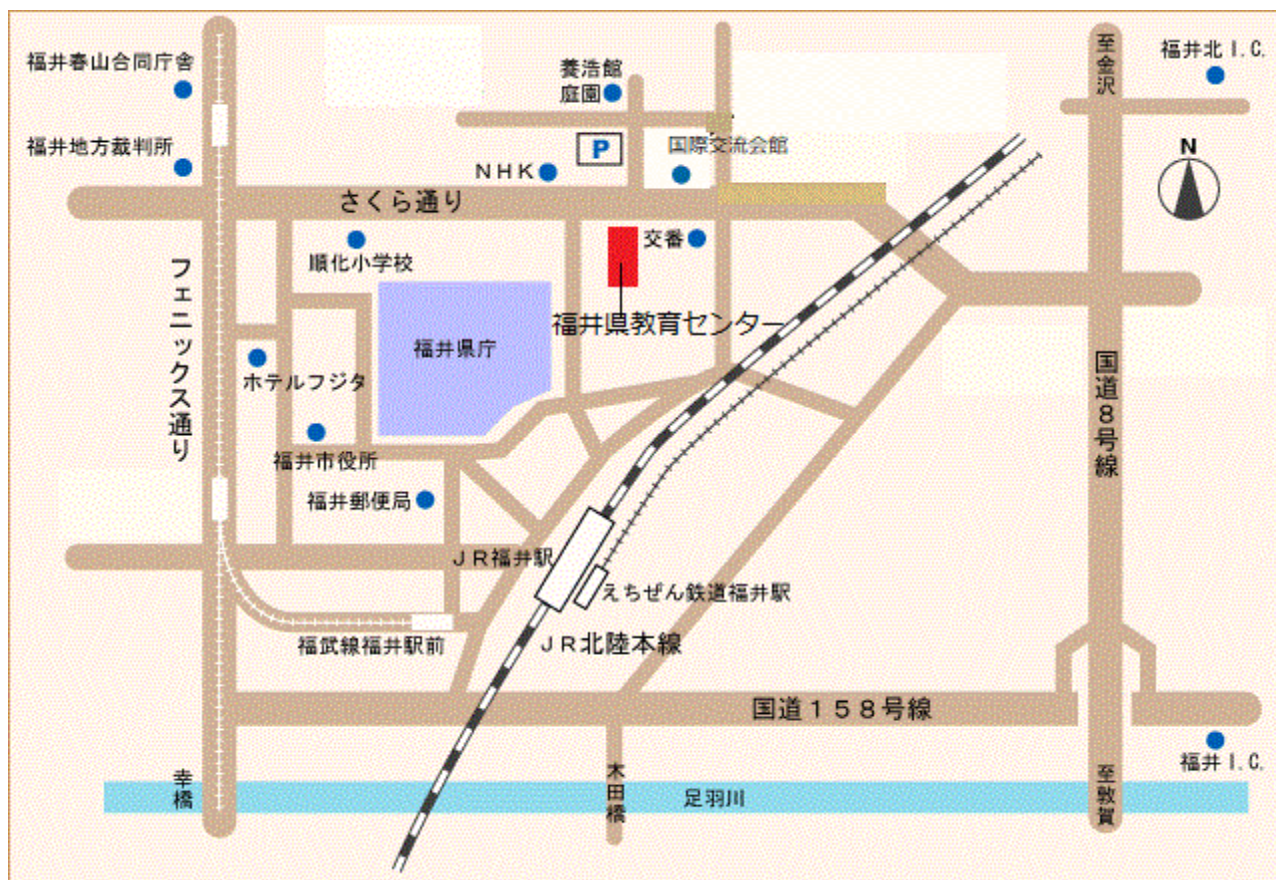 福井春山合同庁舎
養浩館
庭園
至金沢
福井北I.C.
福井地方裁判所
NHK
P
国際交流会館
N
さくら通り
順化小学校
交番
フェニックス通り
福井県教育センター
福井県庁
ホテルフジタ
国道8号線
福井市役所
福井郵便局
JR福井駅
えちぜん鉄道福井駅
福武線福井駅前
JR北陸本線
国道158号線
幸橋
木田橋
足羽川
至敦賀
福井I.C.